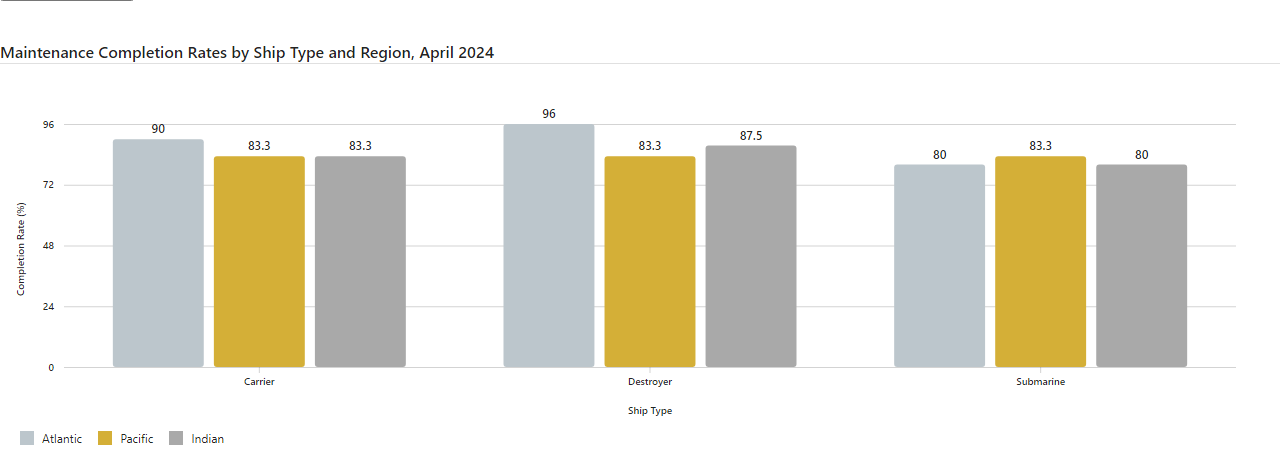 Maintenance Completion Rates by Ship Type and Region, April 2024
Completion Rate (%)
96
72
48
24
0
90
83.3
83.3
96
83.3
87.5
80
83.3
80
Carrier
Destroyer
Submarine
Ship Type
Atlantic
Pacific
Indian